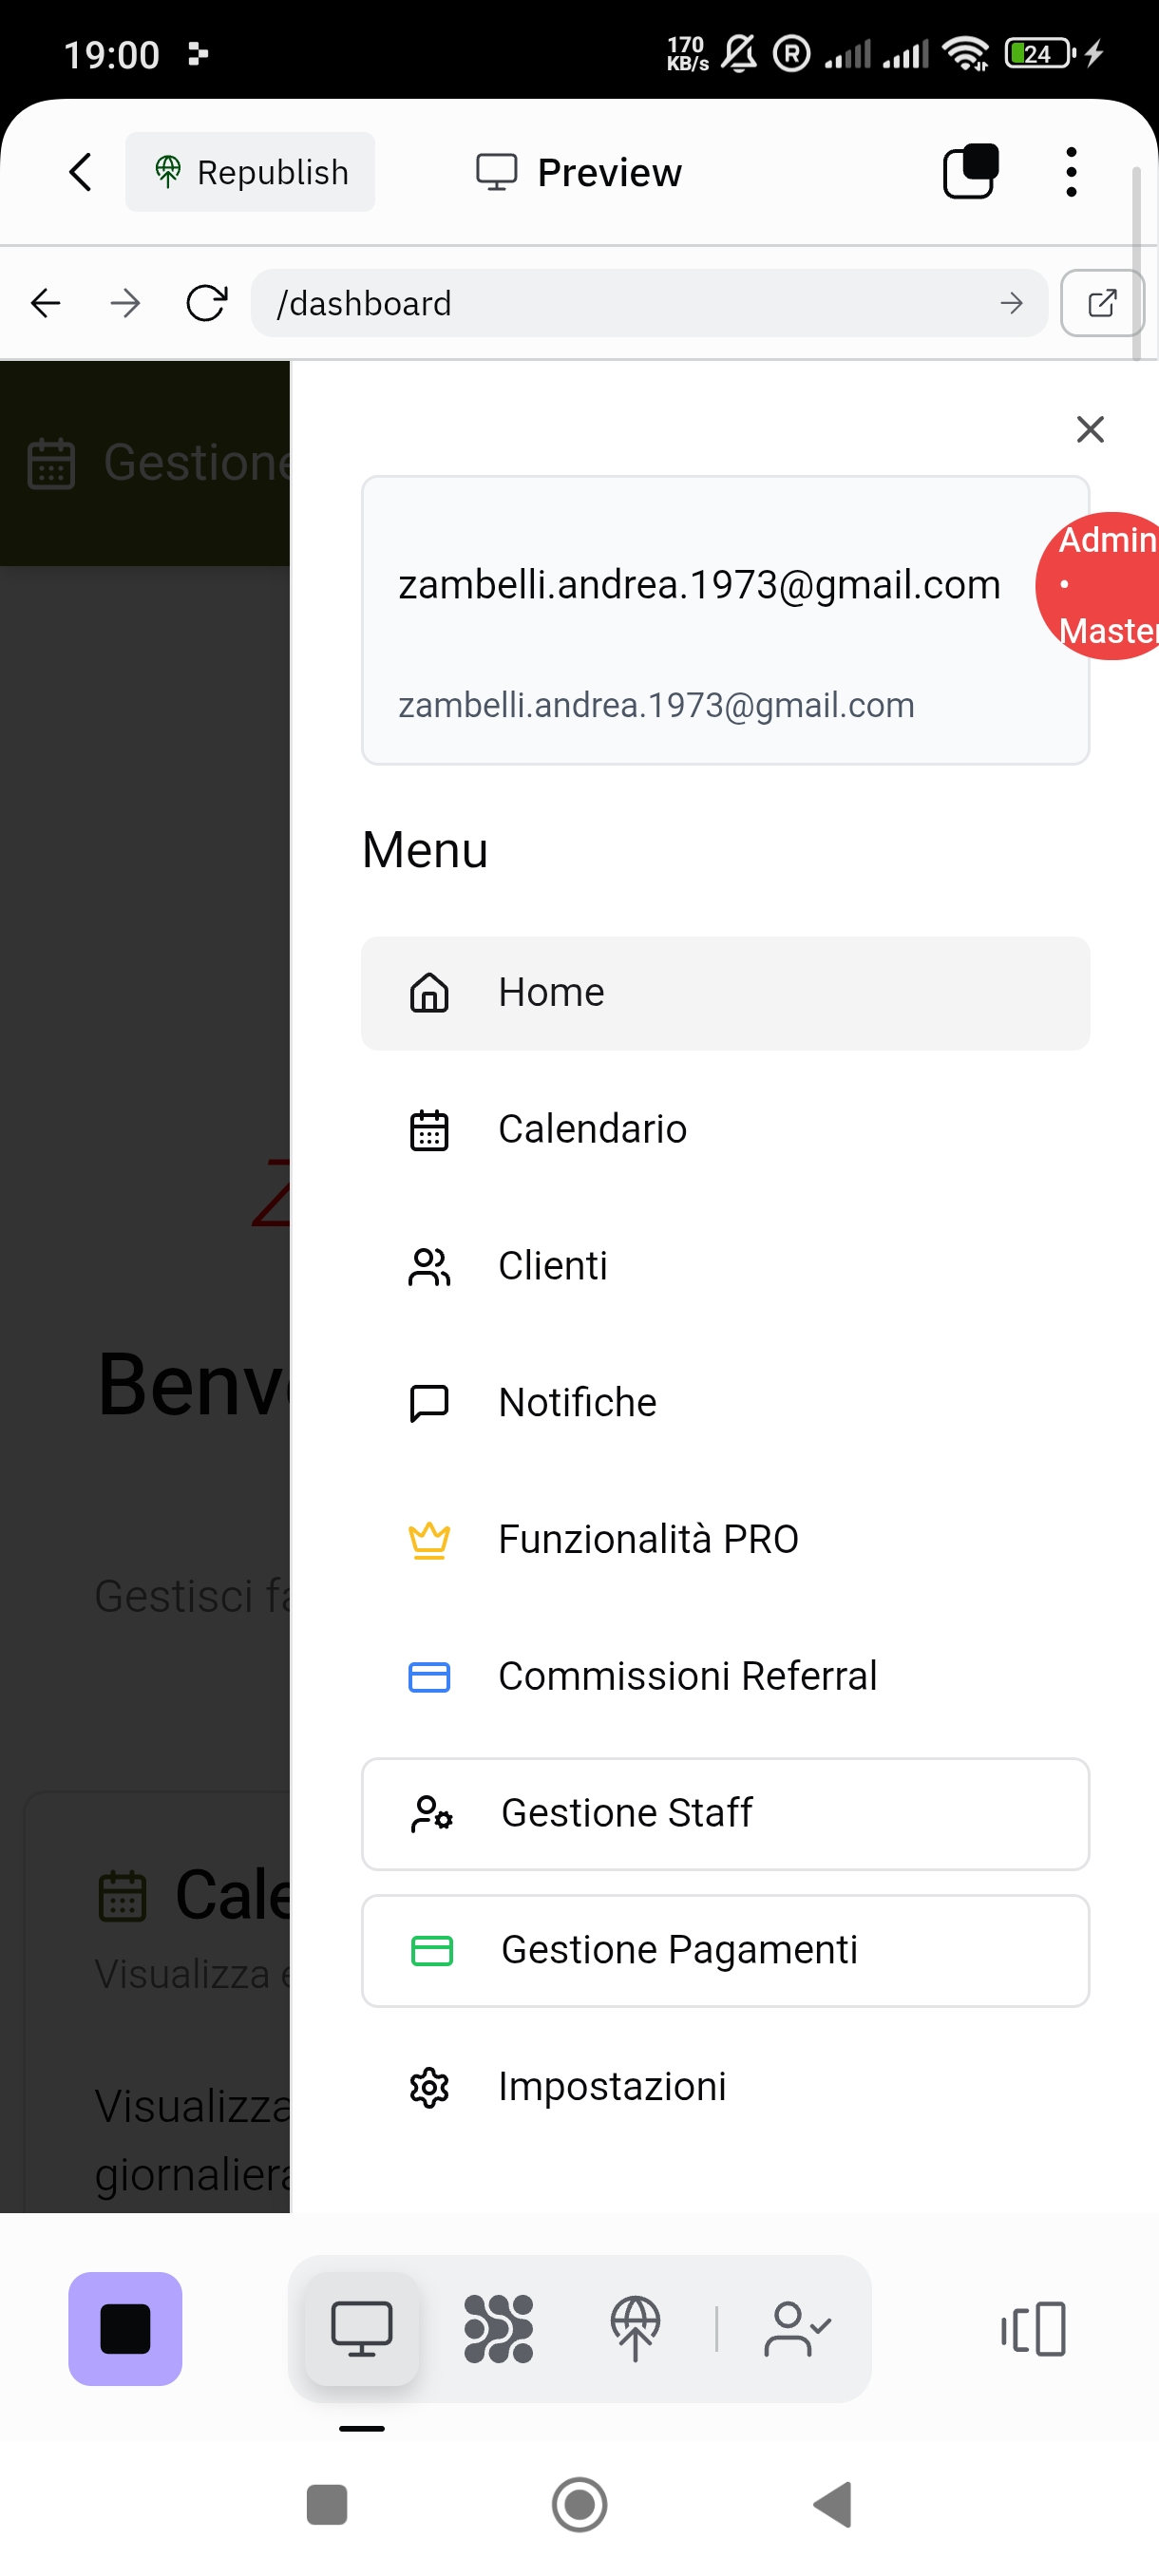 19:00
170
KB/s
R
24
Republish
Preview
/dashboard
Gestione
zambelli.andrea.1973@gmail.com
Admin
•
Master
zambelli.andrea.1973@gmail.com
Menu
Home
Calendario
Clienti
Notifiche
Funzionalità PRO
Commissioni Referral
Gestione Staff
Gestione Pagamenti
Impostazioni
Z
Benv
Gestisci fa
Cale
Visualizza e
Visualizza
giornaliera